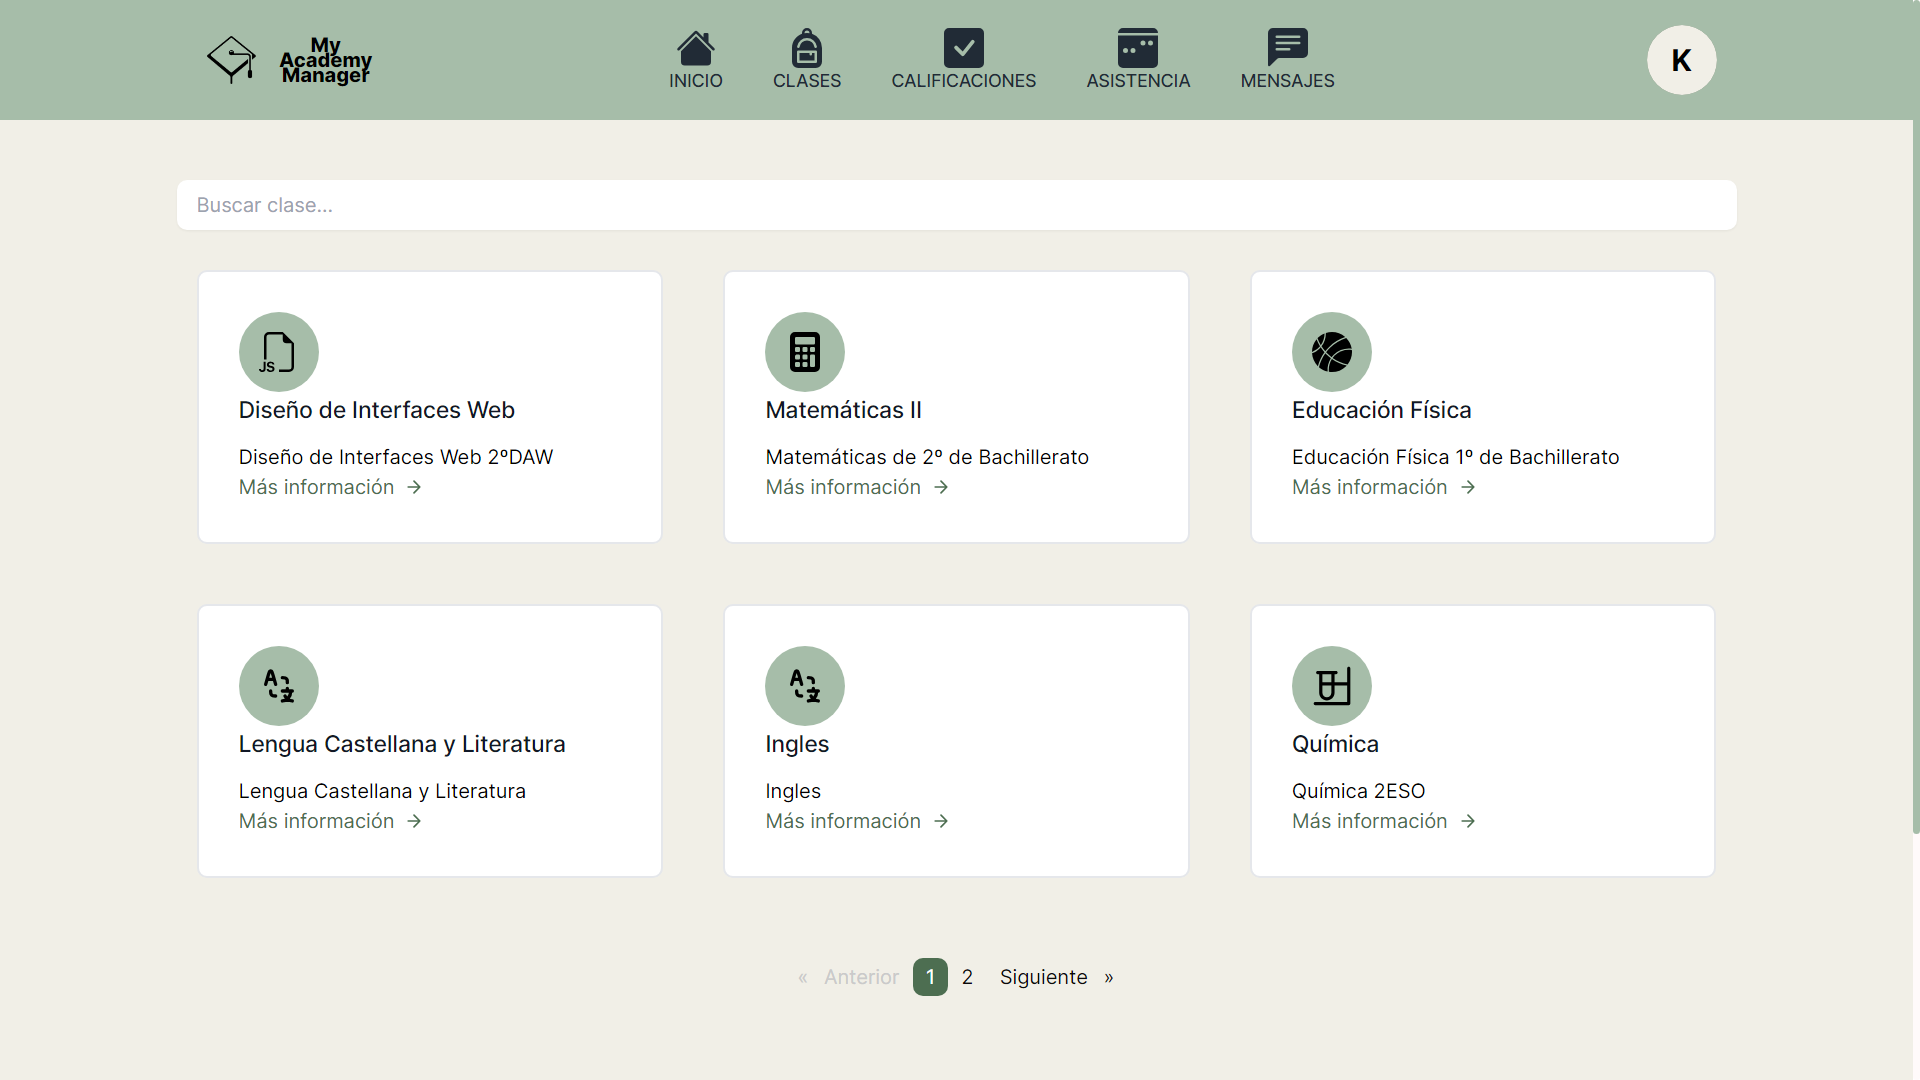 My
Academy
Manager
INICIO
CLASES
CALIFICACIONES
ASISTENCIA
MENSAJES
K
Buscar clase...
JS
Diseño de Interfaces Web
Diseño de Interfaces Web 2ºDAW
Más información →
Matemáticas II
Matemáticas de 2º de Bachillerato
Más información →
Educación Física
Educación Física 1º de Bachillerato
Más información →
Lengua Castellana y Literatura
Lengua Castellana y Literatura
Más información →
Ingles
Ingles
Más información →
Química
Química 2ESO
Más información →
« Anterior 1 2 Siguiente »